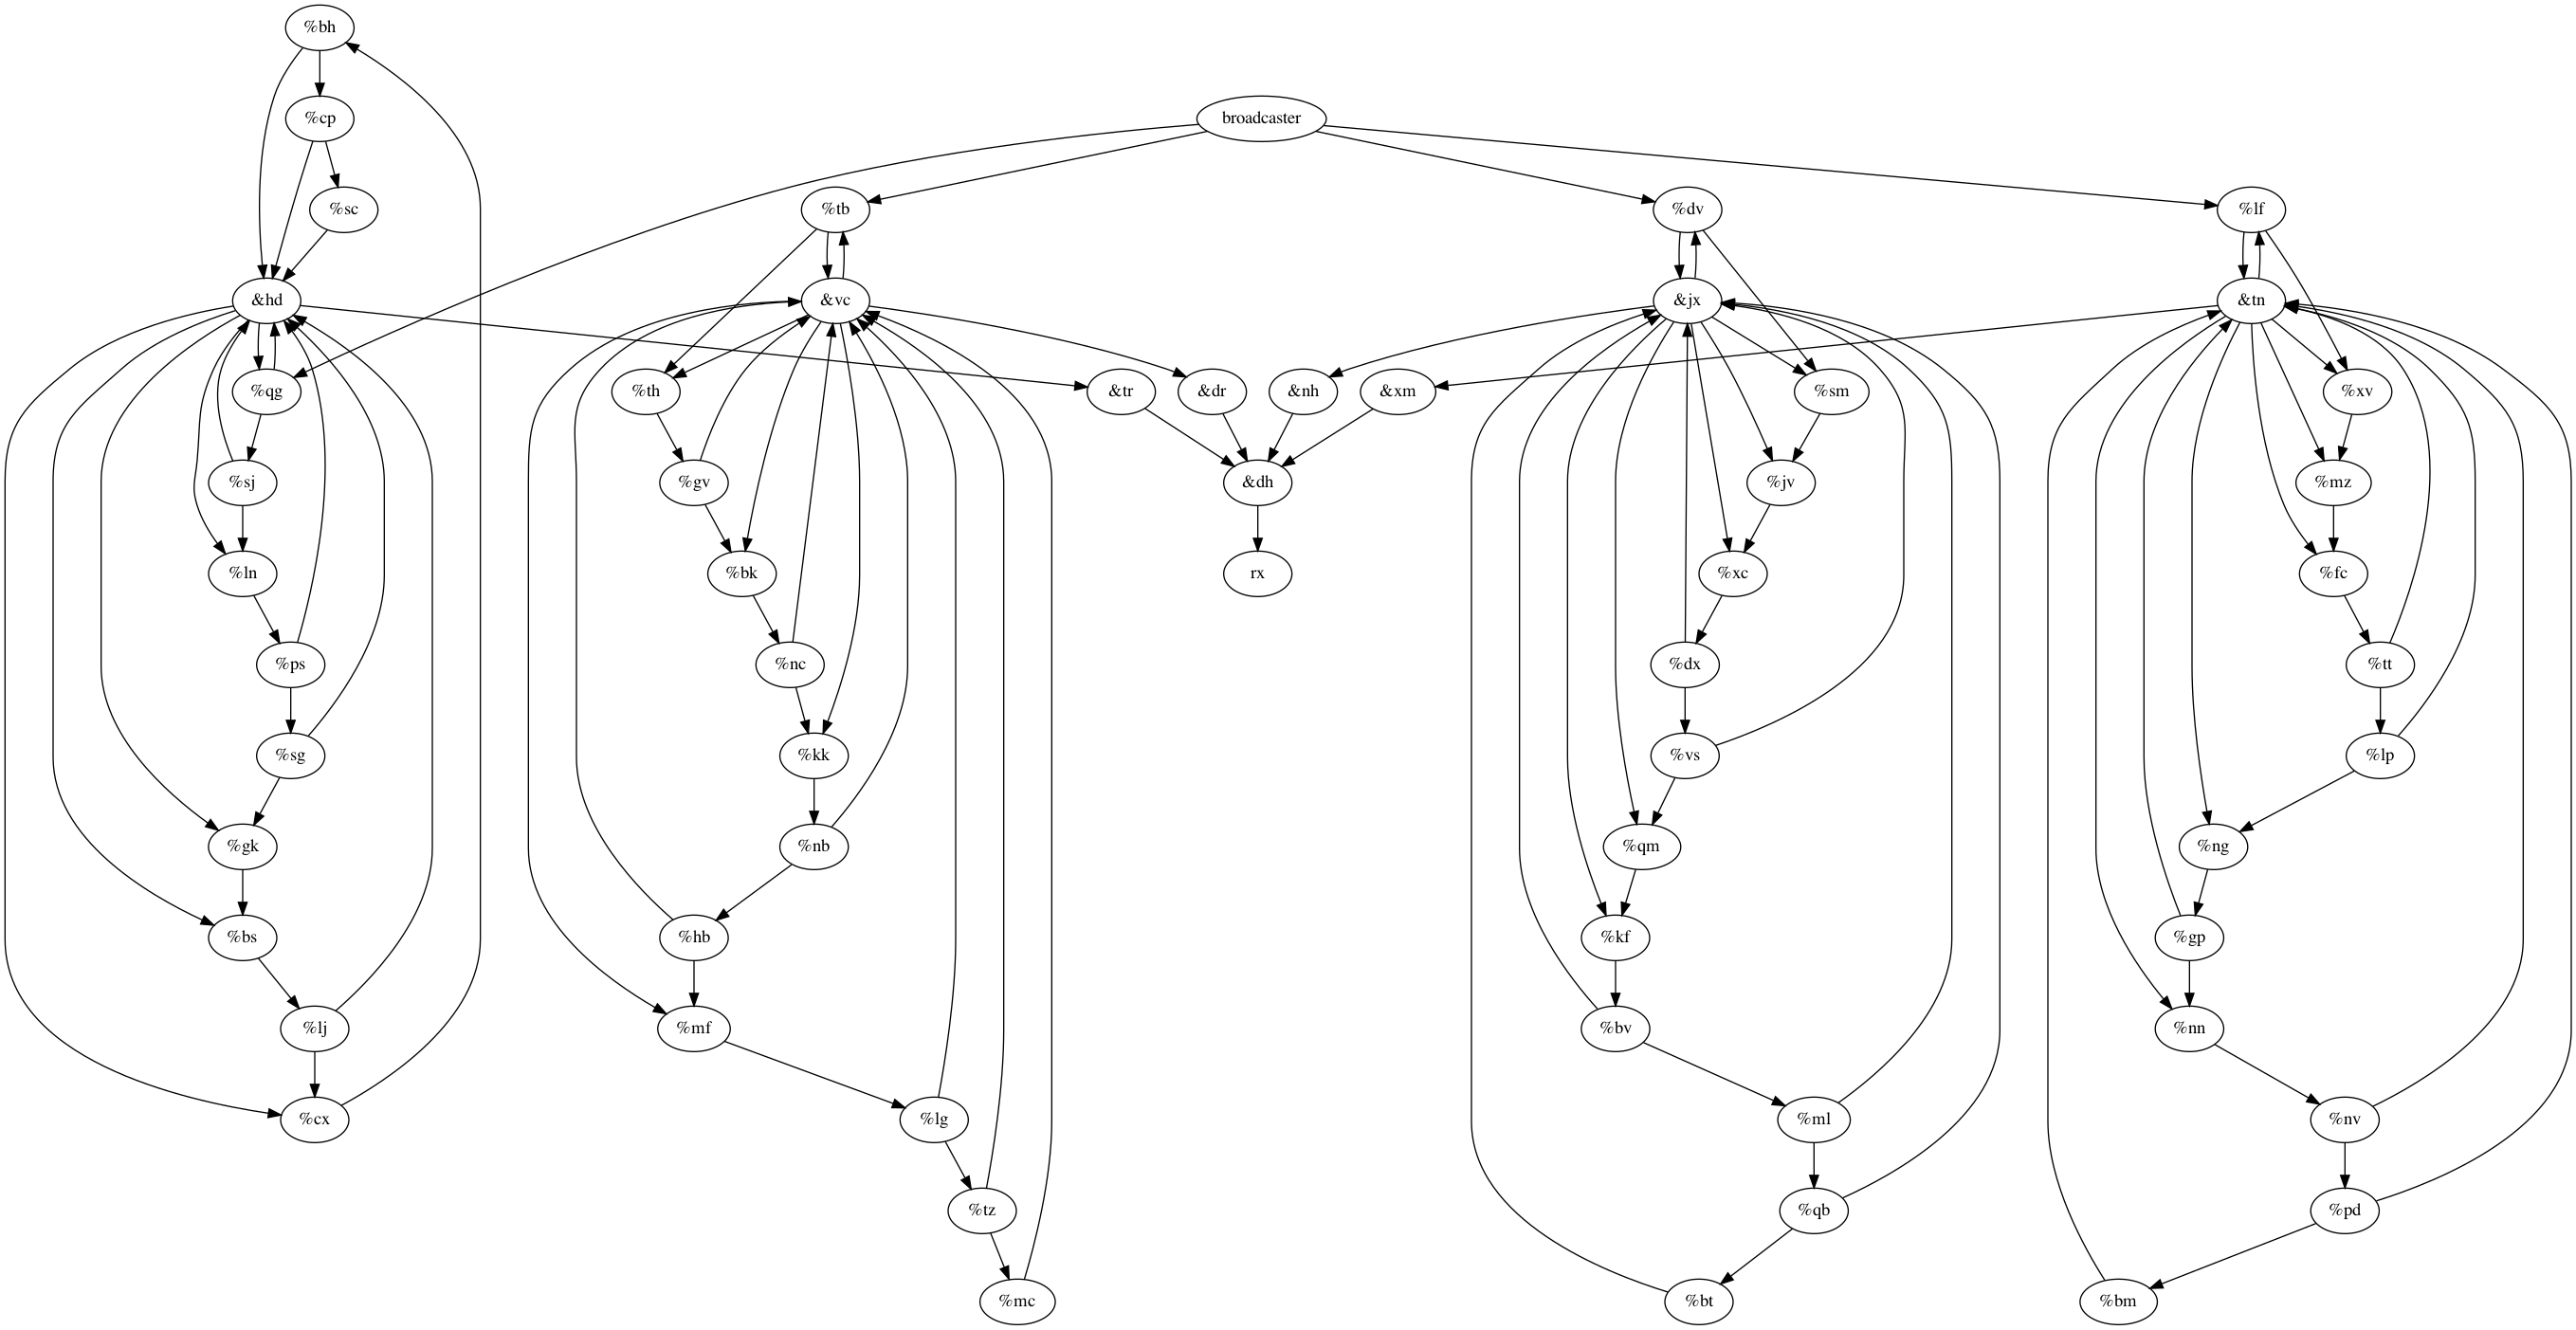 %bh
%cp
broadcaster
%sc
%tb
%dv
%lf
&hd
&vc
&jx
&tn
%qg
%th
&tr
&dr
&nh
&xm
%sm
%xv
%sj
%gv
&dh
%jv
%mz
%ln
%bk
rx
%xc
%fc
%ps
%nc
%dx
%tt
%sg
%kk
%vs
%lp
%gk
%nb
%qm
%ng
%bs
%hb
%kf
%gp
%lj
%mf
%bv
%nn
%cx
%lg
%ml
%nv
%tz
%qb
%pd
%mc
%bt
%bm